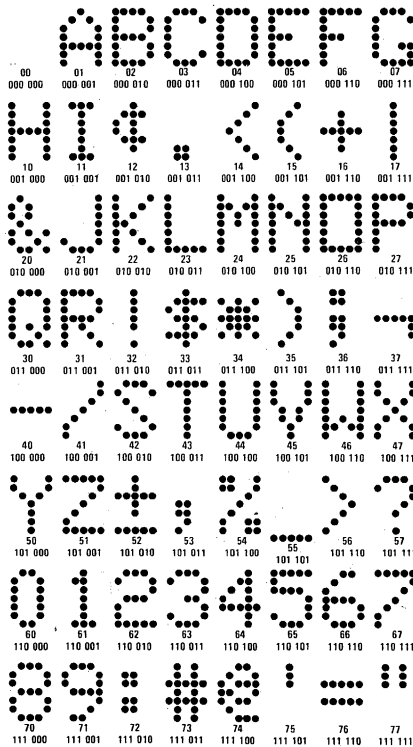 A B C D E F G
00 01 02 03 04 05 06 07
000 000 000 001 000 010 000 011 000 100 000 101 000 110 000 111
H I ¢ . < ( + |
10 11 12 13 14 15 16 17
001 000 001 001 001 010 001 011 001 100 001 101 001 110 001 111
& J K L M N O P
20 21 22 23 24 25 26 27
010 000 010 001 010 010 010 011 010 100 010 101 010 110 010 111
Q R ! $ * ) ; ¬
30 31 32 33 34 35 36 37
011 000 011 001 011 010 011 011 011 100 011 101 011 110 011 111
- / S T U V W X
40 41 42 43 44 45 46 47
100 000 100 001 100 010 100 011 100 100 100 101 100 110 100 111
Y Z ± , % _ > ?
50 51 52 53 54 55 56 57
101 000 101 001 101 010 101 011 101 100 101 101 101 110 101 111
0 1 2 3 4 5 6 7
60 61 62 63 64 65 66 67
110 000 110 001 110 010 110 011 110 100 110 101 110 110 110 111
8 9 : # @ ' = "
70 71 72 73 74 75 76 77
111 000 111 001 111 010 111 011 111 100 111 101 111 110 111 111